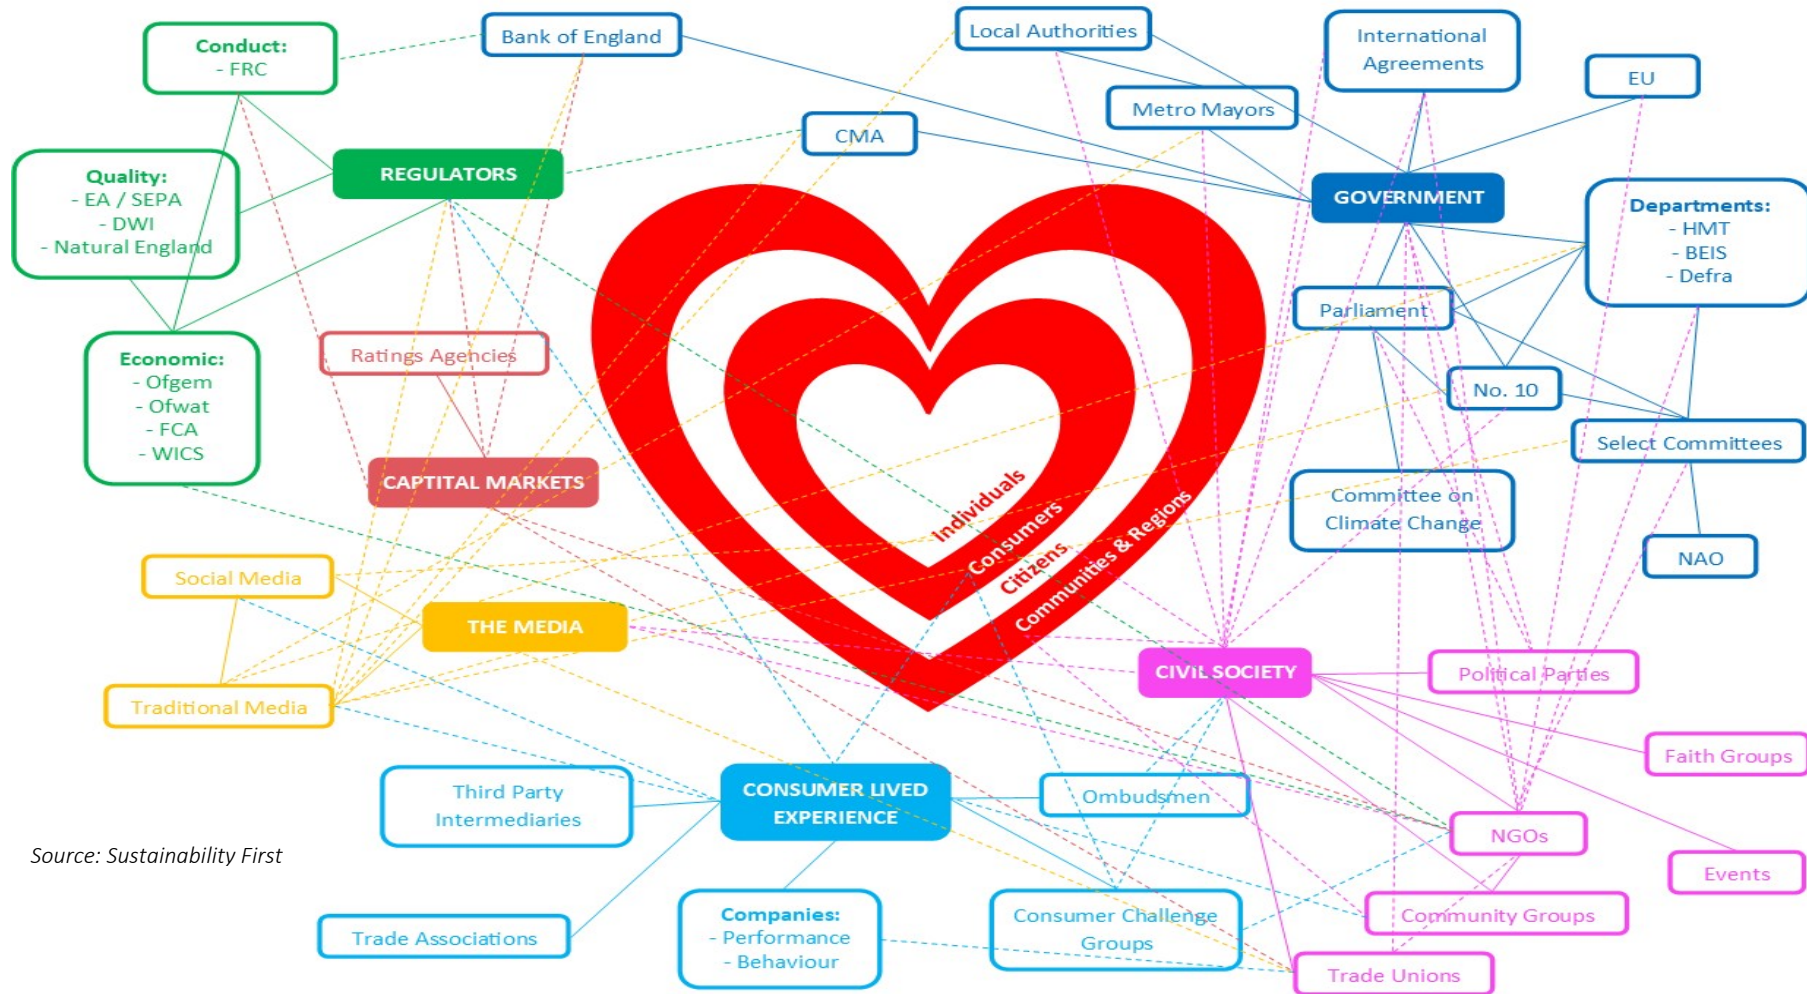 Conduct:
- FRC
Bank of England
Local Authorities
International
Agreements
EU
Metro Mayors
CMA
Quality:
- EA / SEPA
- DWI
- Natural England
REGULATORS
GOVERNMENT
Departments:
- HMT
- BEIS
- Defra
Parliament
Ratings Agencies
Economic:
- Ofgem
- Ofwat
- FCA
- WICS
No. 10
Select Committees
CAPTITAL MARKETS
Committee on
Climate Change
NAO
Individuals
Consumers
Citizens
Communities & Regions
Social Media
THE MEDIA
Traditional Media
CIVIL SOCIETY
Political Parties
Faith Groups
Third Party
Intermediaries
CONSUMER LIVED
EXPERIENCE
Ombudsmen
NGOs
Source: Sustainability First
Events
Trade Associations
Companies:
- Performance
- Behaviour
Consumer Challenge
Groups
Community Groups
Trade Unions